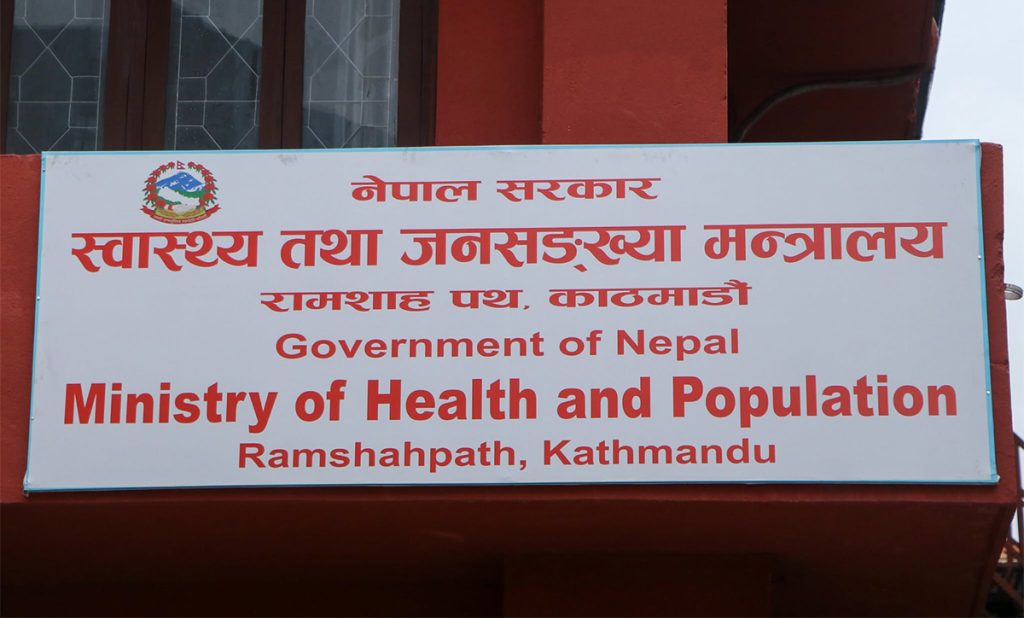 नेपाल सरकार
स्वास्थ्य तथा जनसङ्ख्या मन्त्रालय
रामशाह पथ, काठमाडौं
Government of Nepal
Ministry of Health and Population
Ramshahpath, Kathmandu